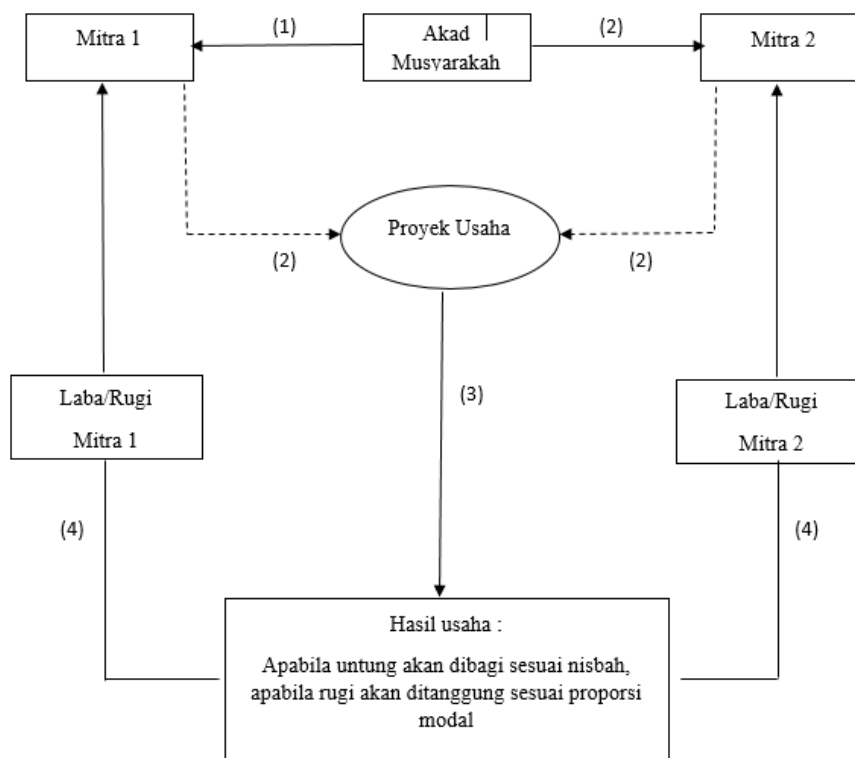 Mitra 1
(1)
Akad
Musyarakah
(2)
Mitra 2
Proyek Usaha
(2)
(2)
Laba/Rugi
Mitra 1
(3)
Laba/Rugi
Mitra 2
(4)
(4)
Hasil usaha :
Apabila untung akan dibagi sesuai nisbah,
apabila rugi akan ditanggung sesuai proporsi
modal